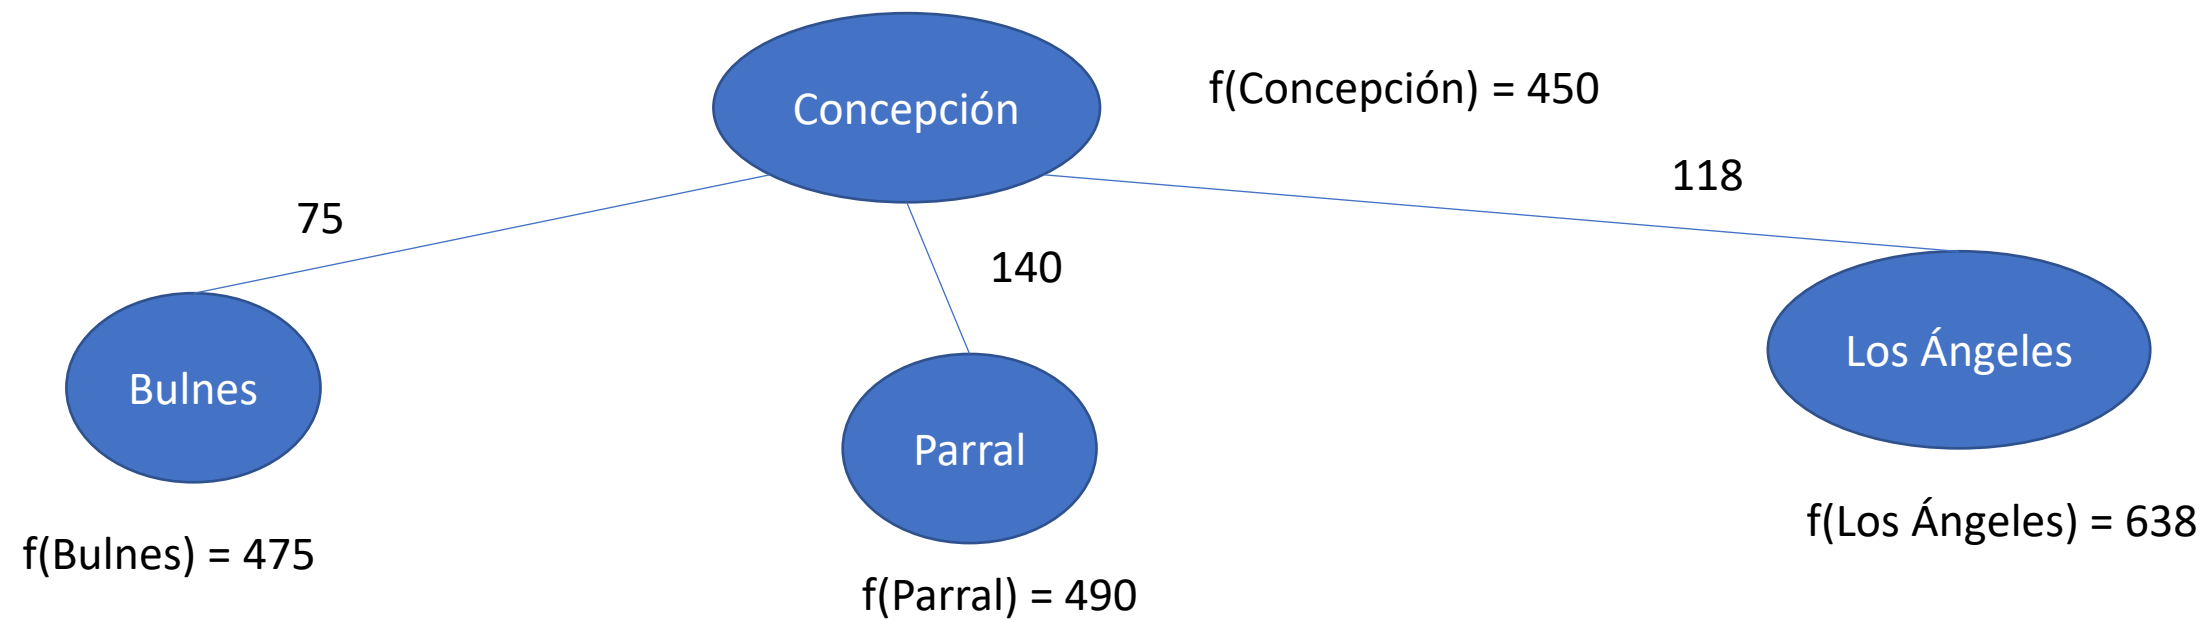 Concepción
f(Concepción) = 450
118
75
140
Los Ángeles
Bulnes
Parral
f(Los Ángeles) = 638
f(Bulnes) = 475
f(Parral) = 490